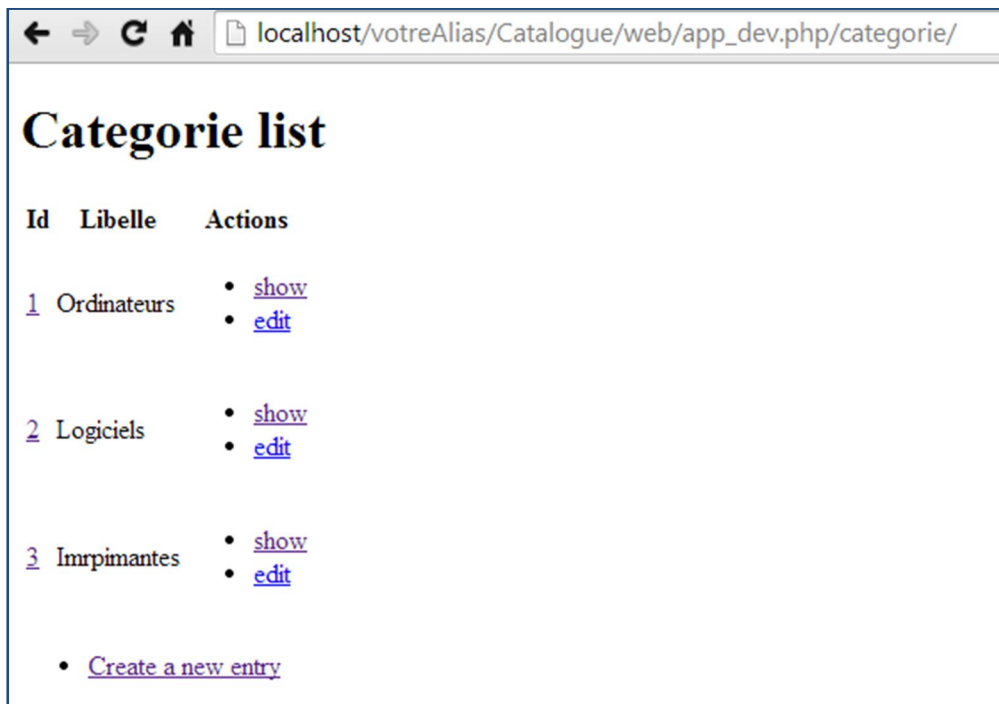 localhost/votreAlias/Catalogue/web/app_dev.php/categorie/
Categorie list
Id Libelle Actions
1 Ordinateurs
show
edit
2 Logiciels
show
edit
3 Imrpimantes
show
edit
Create a new entry